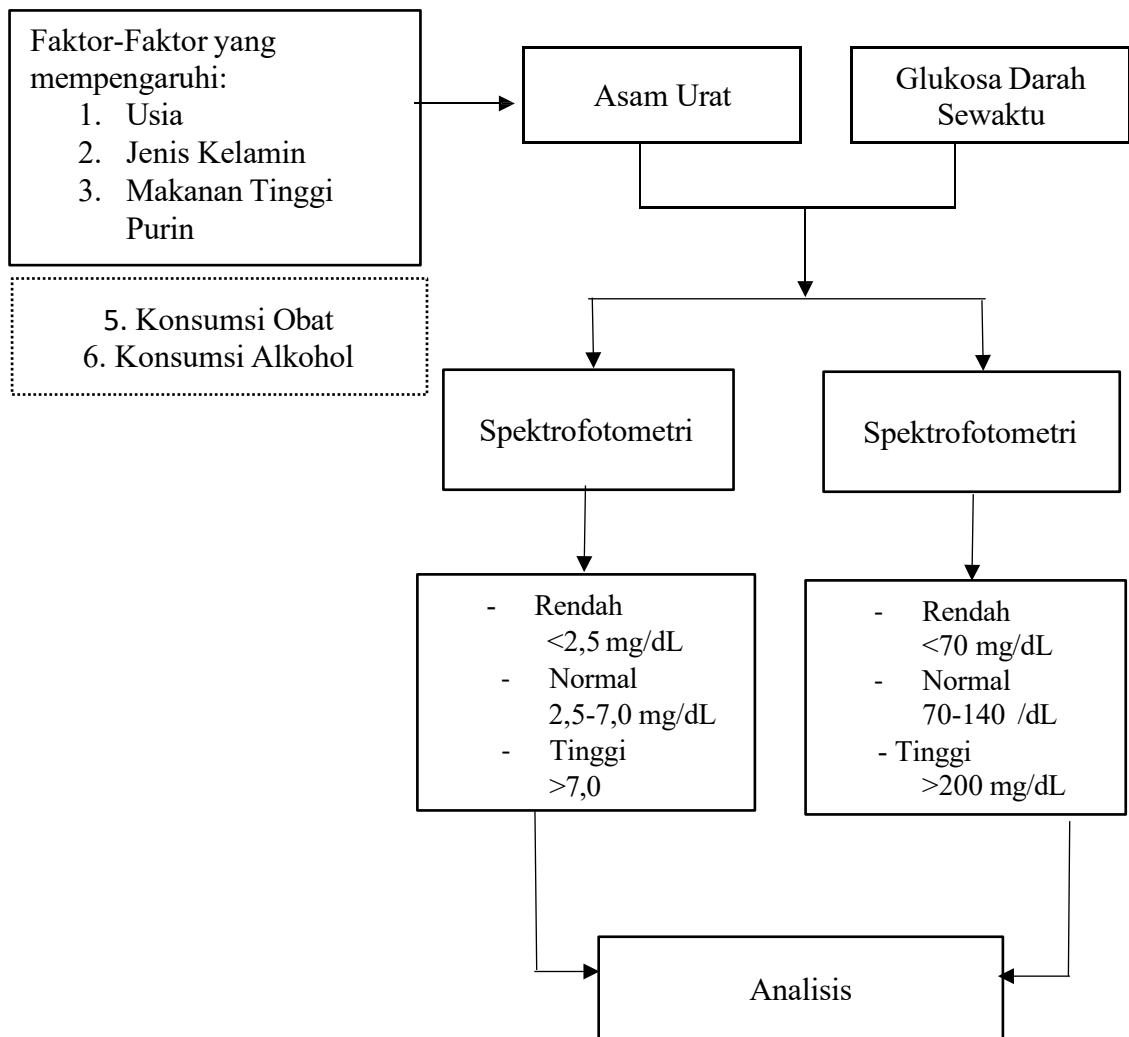 Faktor-Faktor yang
mempengaruhi:
1. Usia
2. Jenis Kelamin
3. Makanan Tinggi
Purin
5. Konsumsi Obat
6. Konsumsi Alkohol
Asam Urat
Glukosa Darah
Sewaktu
Spektrofotometri
Spektrofotometri
- Rendah
<2,5 mg/dL
- Normal
2,5-7,0 mg/dL
- Tinggi
>7,0
- Rendah
<70 mg/dL
- Normal
70-140 /dL
- Tinggi
>200 mg/dL
Analisis